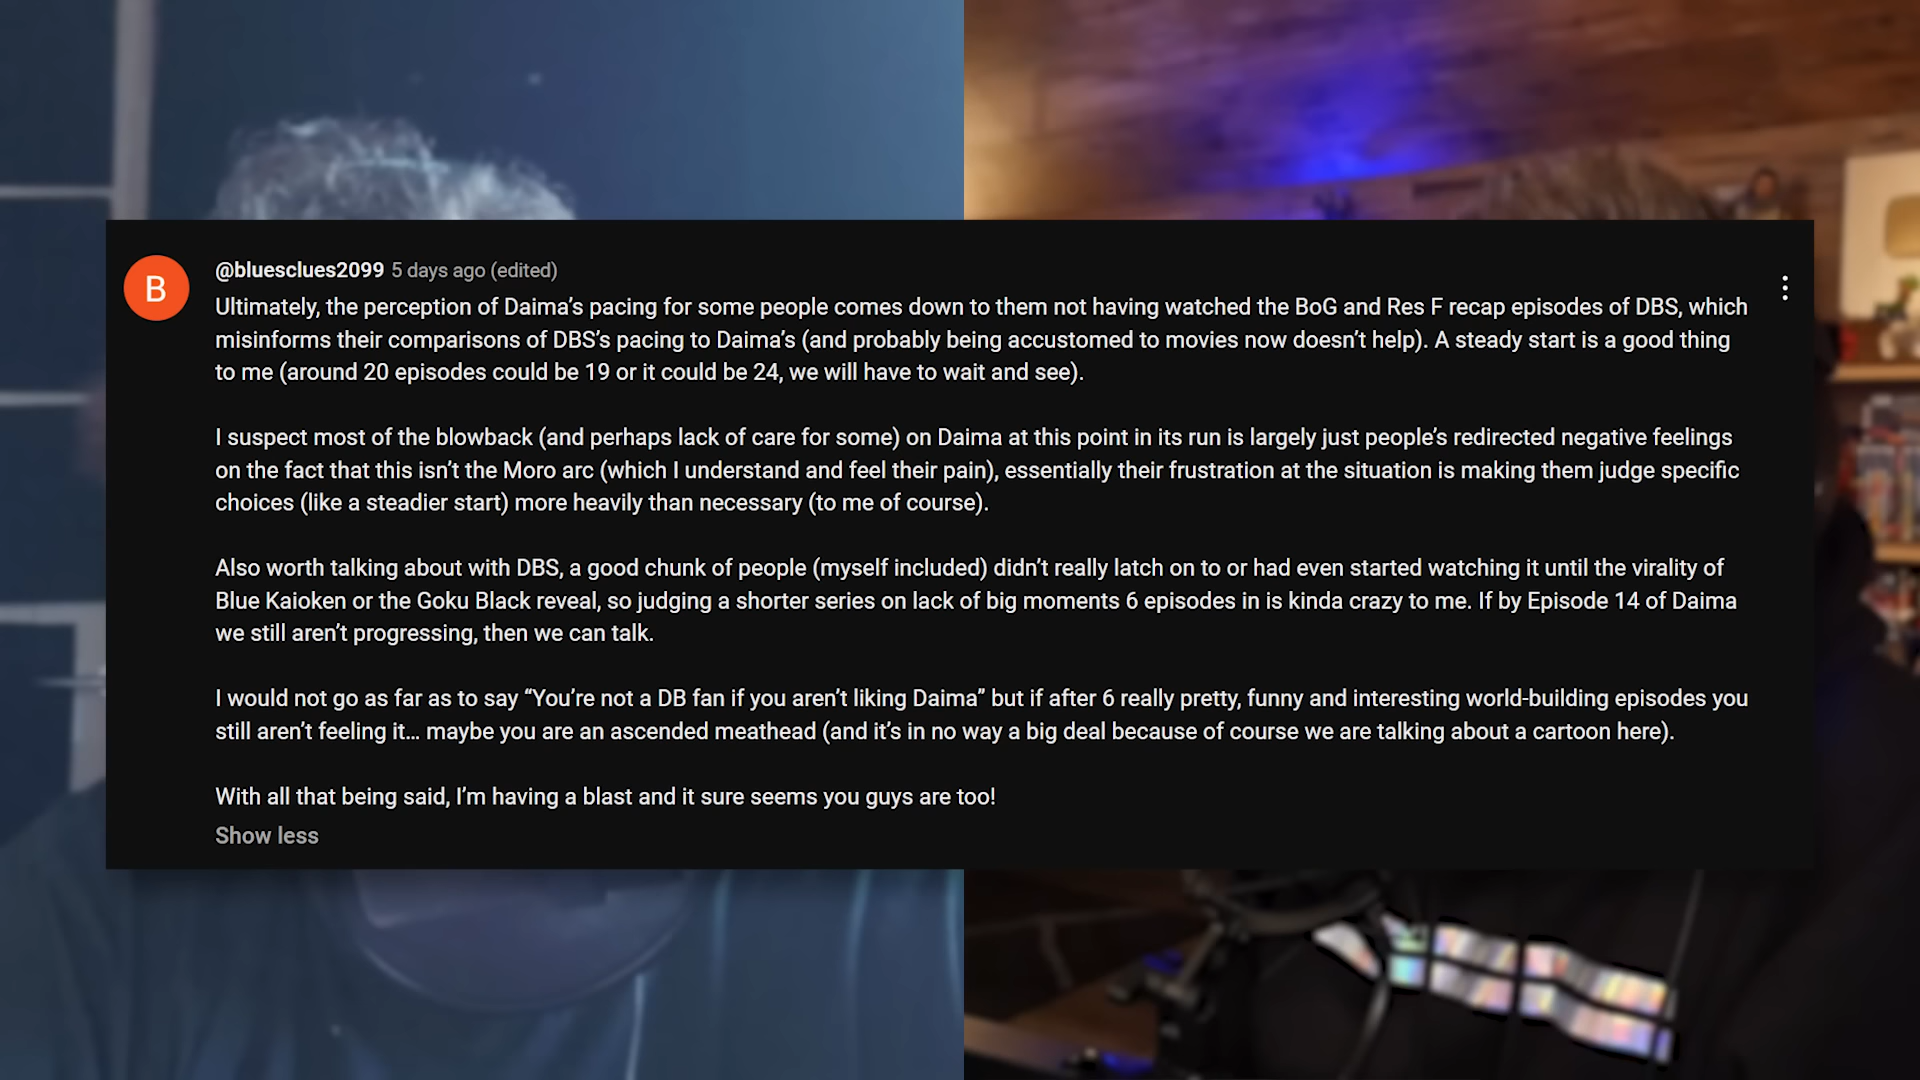 B
@bluesclues2099 5 days ago (edited)
Ultimately, the perception of Daima’s pacing for some people comes down to them not having watched the BoG and Res F recap episodes of DBS, which
misinforms their comparisons of DBS’s pacing to Daima’s (and probably being accustomed to movies now doesn’t help). A steady start is a good thing
to me (around 20 episodes could be 19 or it could be 24, we will have to wait and see).
I suspect most of the blowback (and perhaps lack of care for some) on Daima at this point in its run is largely just people’s redirected negative feelings
on the fact that this isn’t the Moro arc (which I understand and feel their pain), essentially their frustration at the situation is making them judge specific
choices (like a steadier start) more heavily than necessary (to me of course).
Also worth talking about with DBS, a good chunk of people (myself included) didn’t really latch on to or had even started watching it until the virality of
Blue Kaioken or the Goku Black reveal, so judging a shorter series on lack of big moments 6 episodes in is kinda crazy to me. If by Episode 14 of Daima
we still aren’t progressing, then we can talk.
I would not go as far as to say “You’re not a DB fan if you aren’t liking Daima” but if after 6 really pretty, funny and interesting world-building episodes you
still aren’t feeling it… maybe you are an ascended meathead (and it’s in no way a big deal because of course we are talking about a cartoon here).
With all that being said, I’m having a blast and it sure seems you guys are too!
Show less